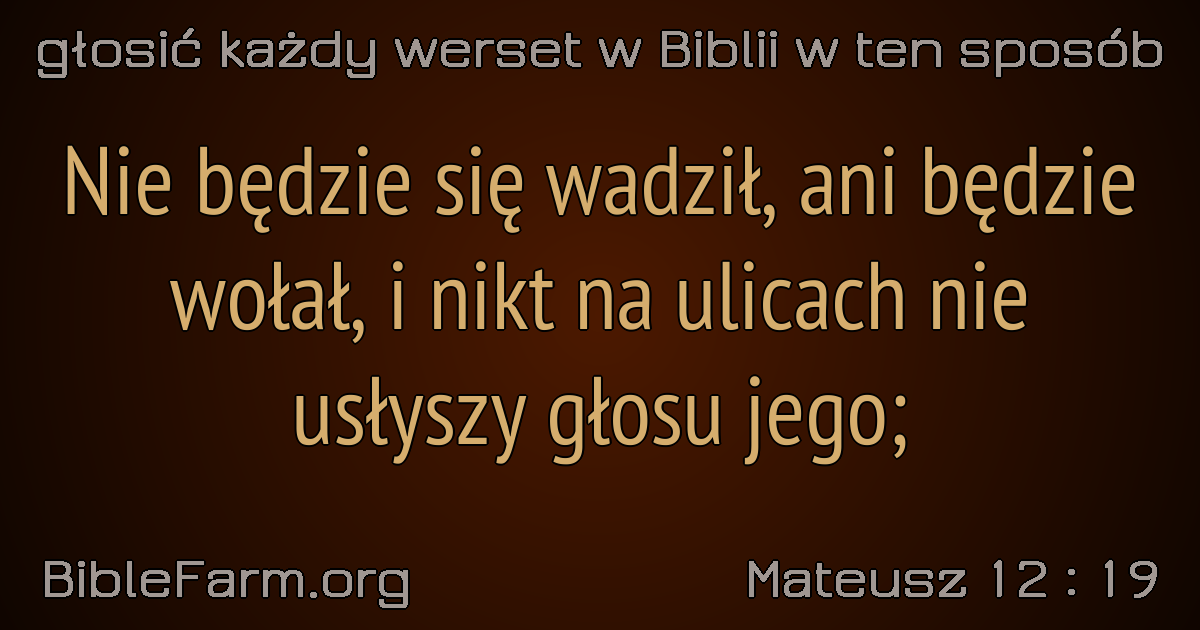 głosić każdy werset w Biblii w ten sposób
Nie będzie się wadził, ani będzie
wołał, i nikt na ulicach nie
usłyszy głosu jego;
BibleFarm.org
Mateusz 12 : 19